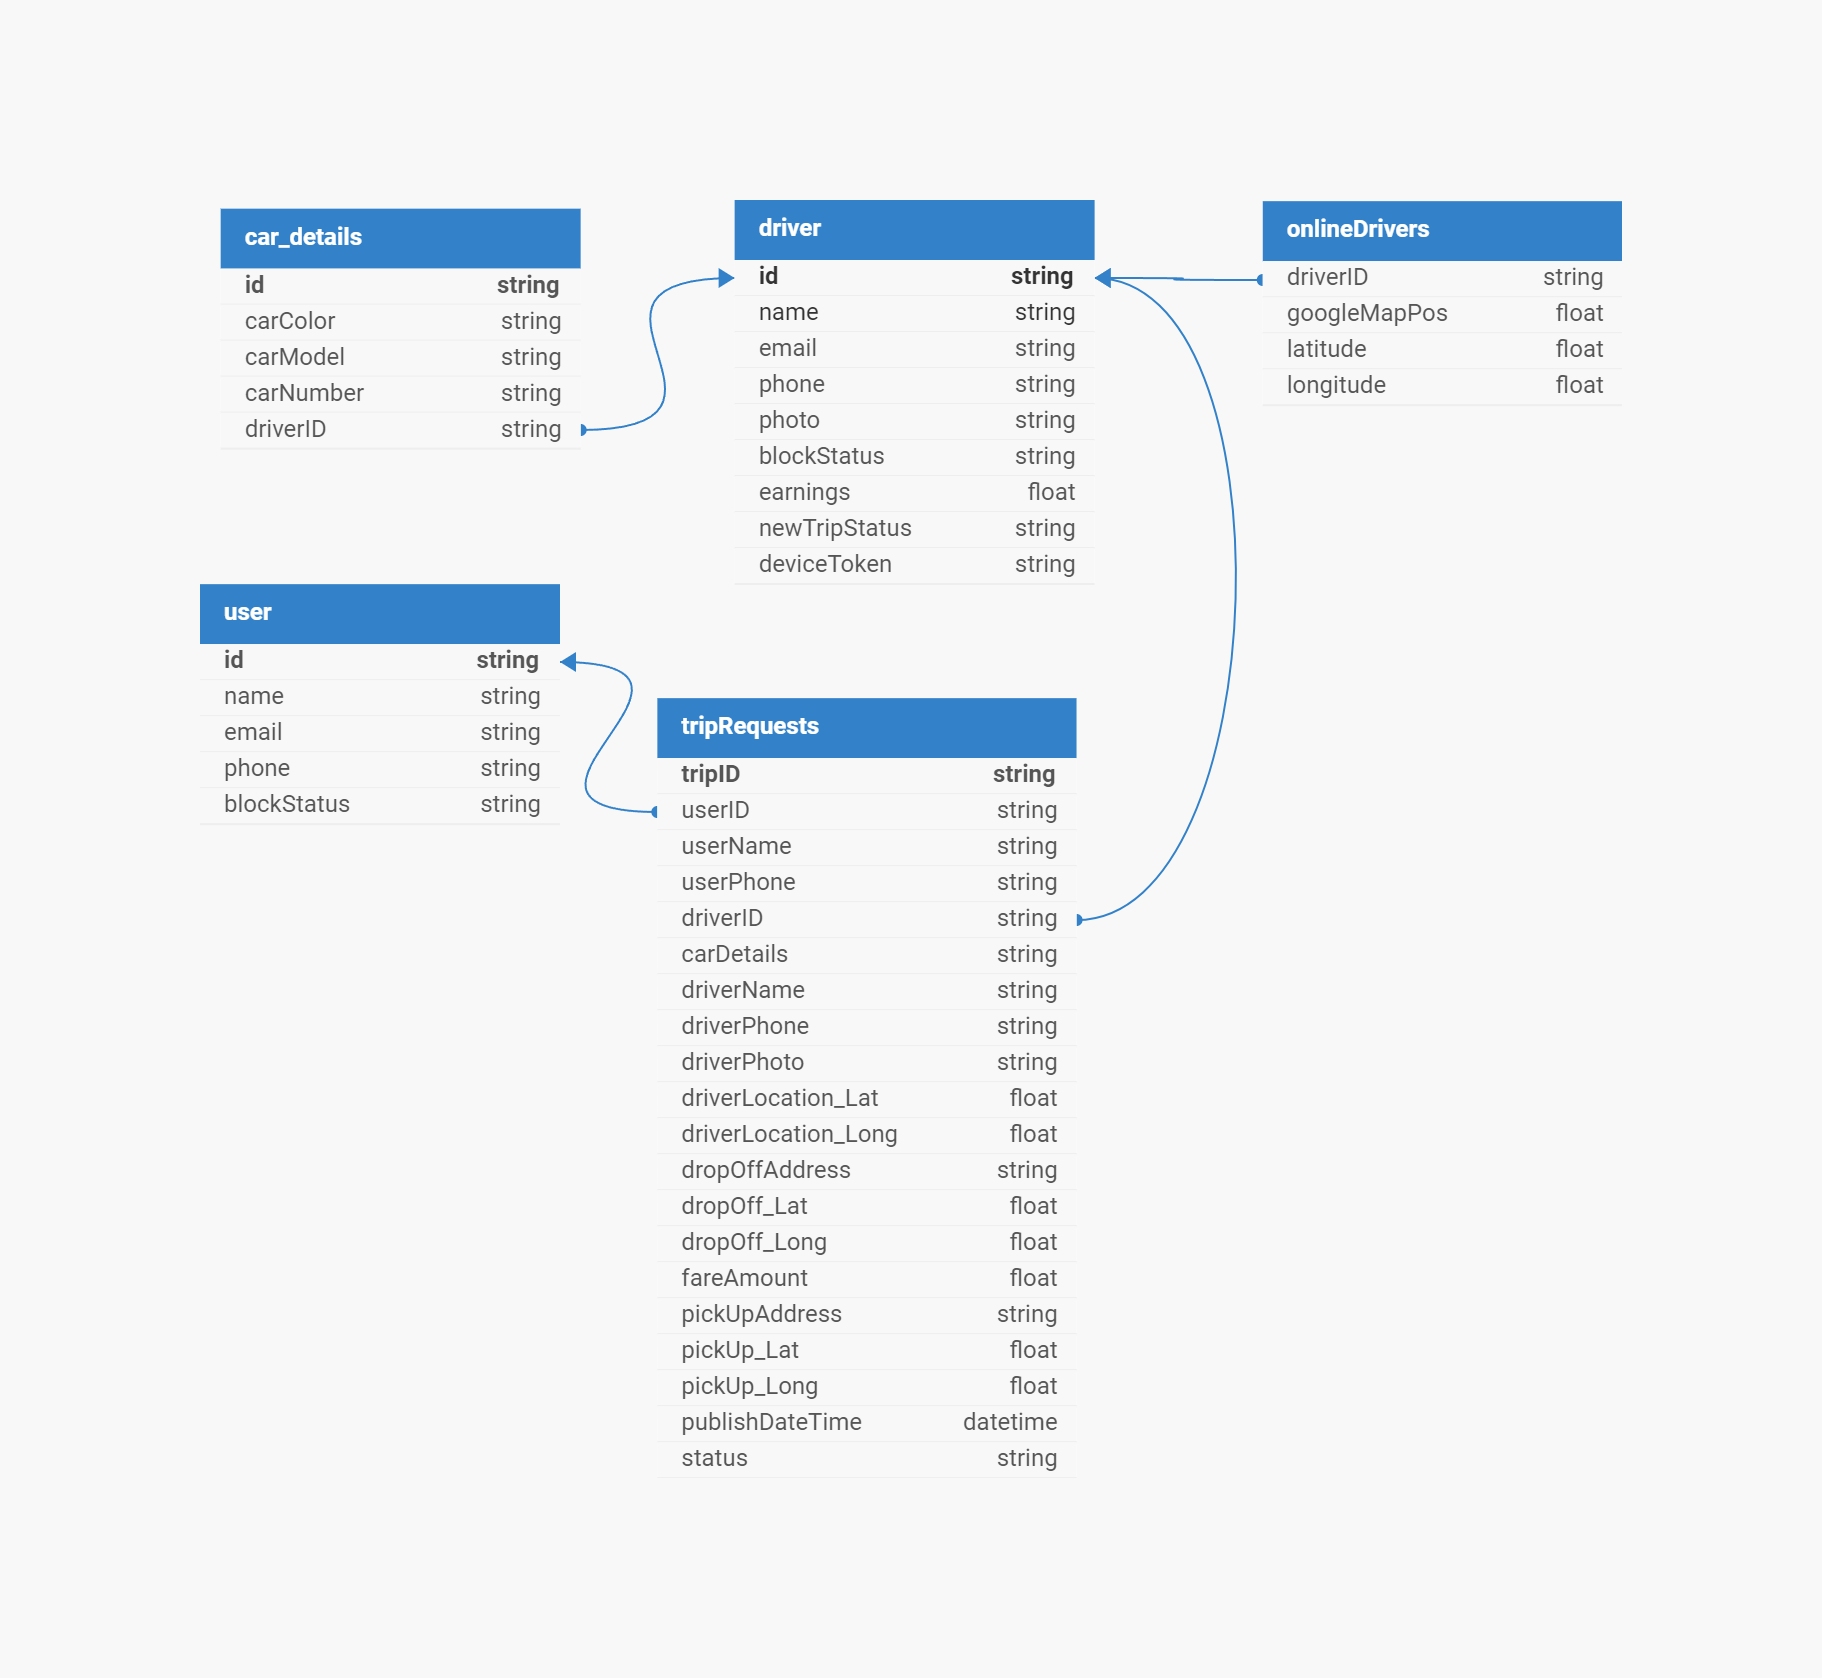 car_details
id string
carColor string
carModel string
carNumber string
driverID string
driver
id string
name string
email string
phone string
photo string
blockStatus string
earnings float
newTripStatus string
deviceToken string
onlineDrivers
driverID string
googleMapPos float
latitude float
longitude float
user
id string
name string
email string
phone string
blockStatus string
tripRequests
tripID string
userID string
userName string
userPhone string
driverID string
carDetails string
driverName string
driverPhone string
driverPhoto string
driverLocation_Lat float
driverLocation_Long float
dropOffAddress string
dropOff_Lat float
dropOff_Long float
fareAmount float
pickUpAddress string
pickUp_Lat float
pickUp_Long float
publishDateTime datetime
status string